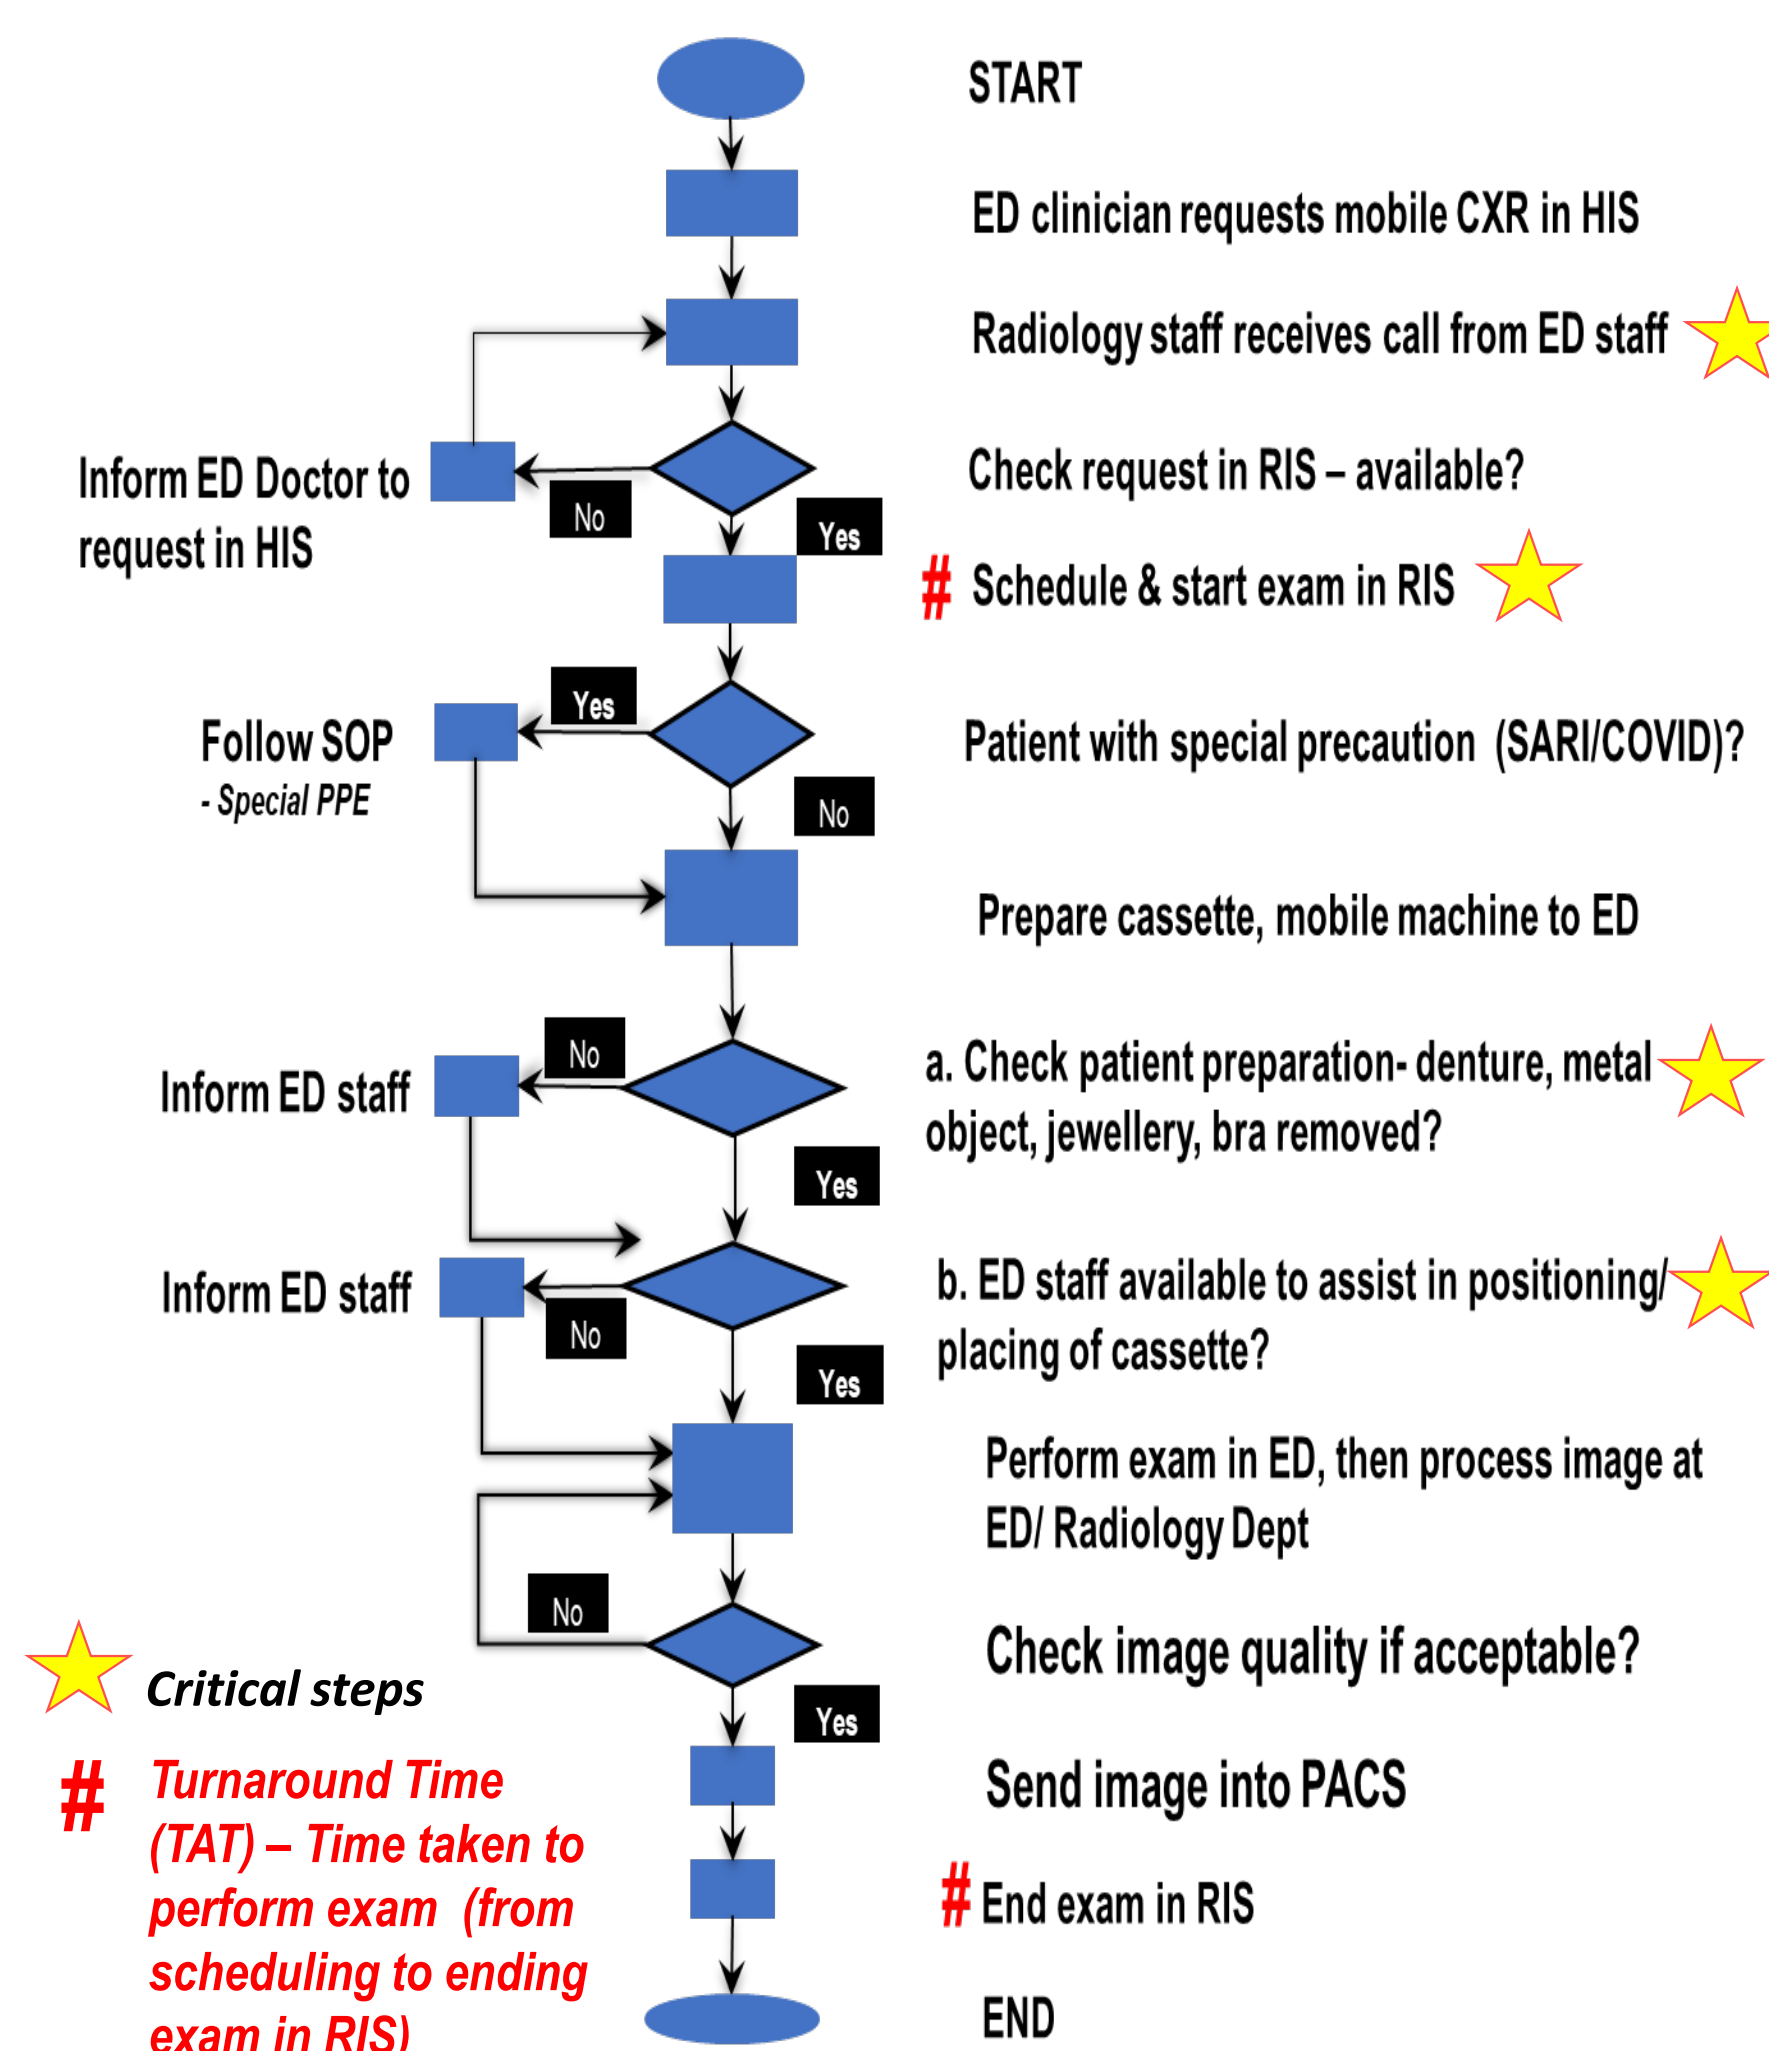 START
ED clinician requests mobile CXR in HIS
Radiology staff receives call from ED staff
Check request in RIS – available?
Inform ED Doctor to
request in HIS
No
Yes
# Schedule & start exam in RIS
Yes
Patient with special precaution (SARI/COVID)?
Follow SOP
- Special PPE
No
Prepare cassette, mobile machine to ED
No
a. Check patient preparation- denture, metal
object, jewellery, bra removed?
Inform ED staff
Yes
b. ED staff available to assist in positioning/
placing of cassette?
Inform ED staff
No
Yes
Perform exam in ED, then process image at
ED/ Radiology Dept
No
Check image quality if acceptable?
Yes
Send image into PACS
# End exam in RIS
END
Critical steps
# Turnaround Time
(TAT) – Time taken to
perform exam (from
scheduling to ending
exam in RIS)